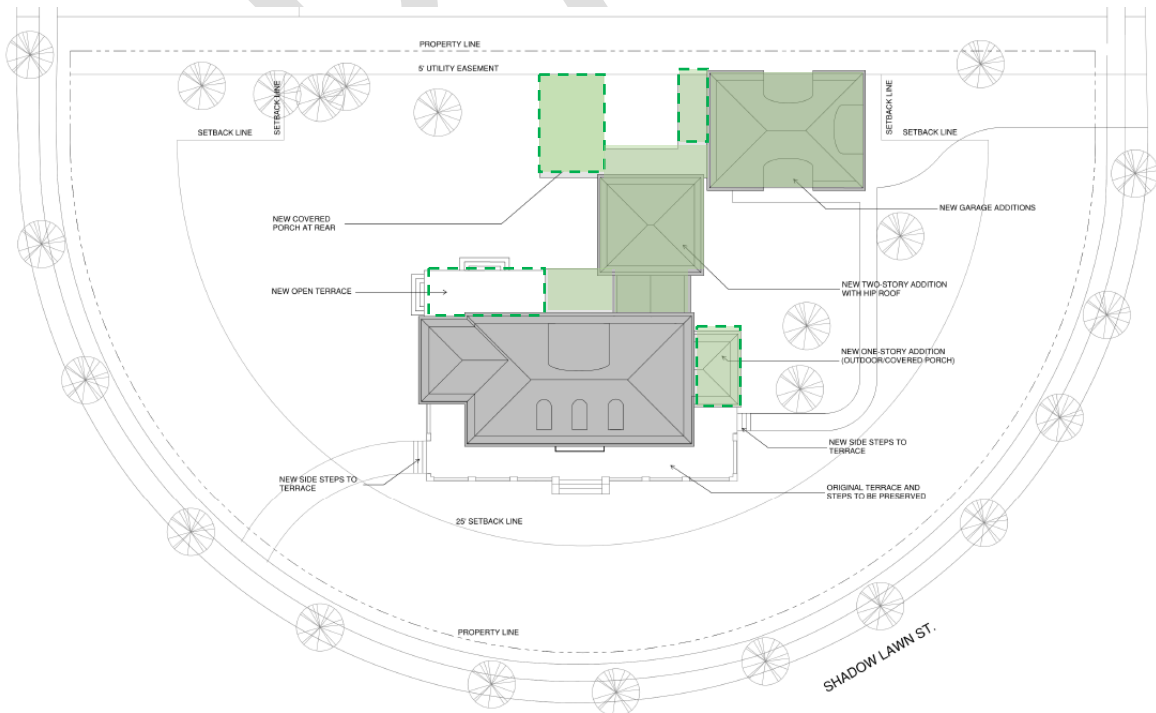 PROPERTY LINE
5' UTILITY EASEMENT
SETBACK LINE
SETBACK LINE
SETBACK LINE
SETBACK LINE
NEW COVERED
PORCH AT REAR
NEW GARAGE ADDITIONS
NEW OPEN TERRACE
NEW TWO-STORY ADDITION
WITH HIP ROOF
NEW ONE-STORY ADDITION
(OUTDOOR/COVERED PORCH)
NEW SIDE STEPS TO
TERRACE
NEW SIDE STEPS TO
TERRACE
ORIGINAL TERRACE AND
STEPS TO BE PRESERVED
25' SETBACK LINE
PROPERTY LINE
SHADOW LAWN ST.